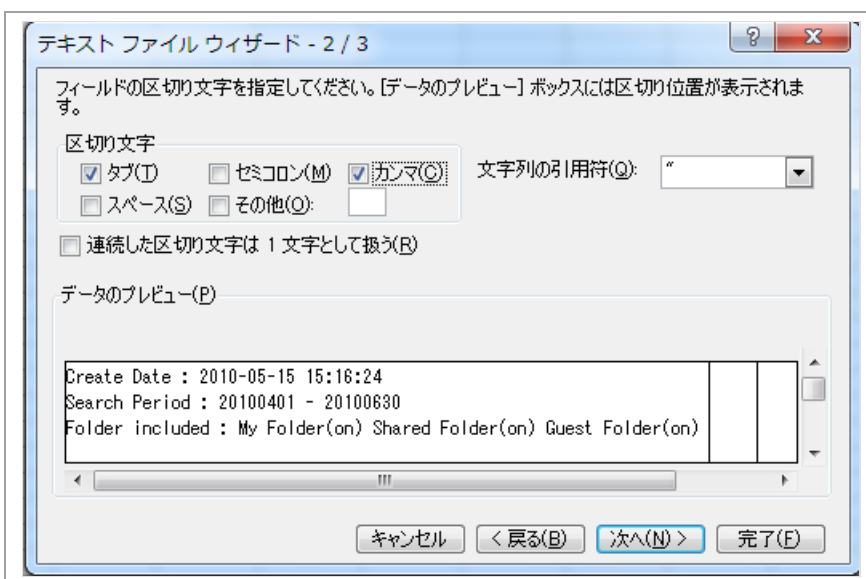 テキスト ファイル ウィザード - 2 / 3
フィールドの区切り文字を指定してください。[データのプレビュー] ボックスには区切り位置が表示されま
す。
区切り文字
タブ(T) セミコロン(M) カンマ(C) 文字列の引用符(Q): "
スペース(S) その他(O):
連続した区切り文字は 1 文字として扱う(R)
データのプレビュー(P)
Create Date : 2010-05-15 15:16:24
Search Period : 20100401 - 20100630
Folder included : My Folder(on) Shared Folder(on) Guest Folder(on)
キャンセル < 戻る(B) 次へ(N) > 完了(F)